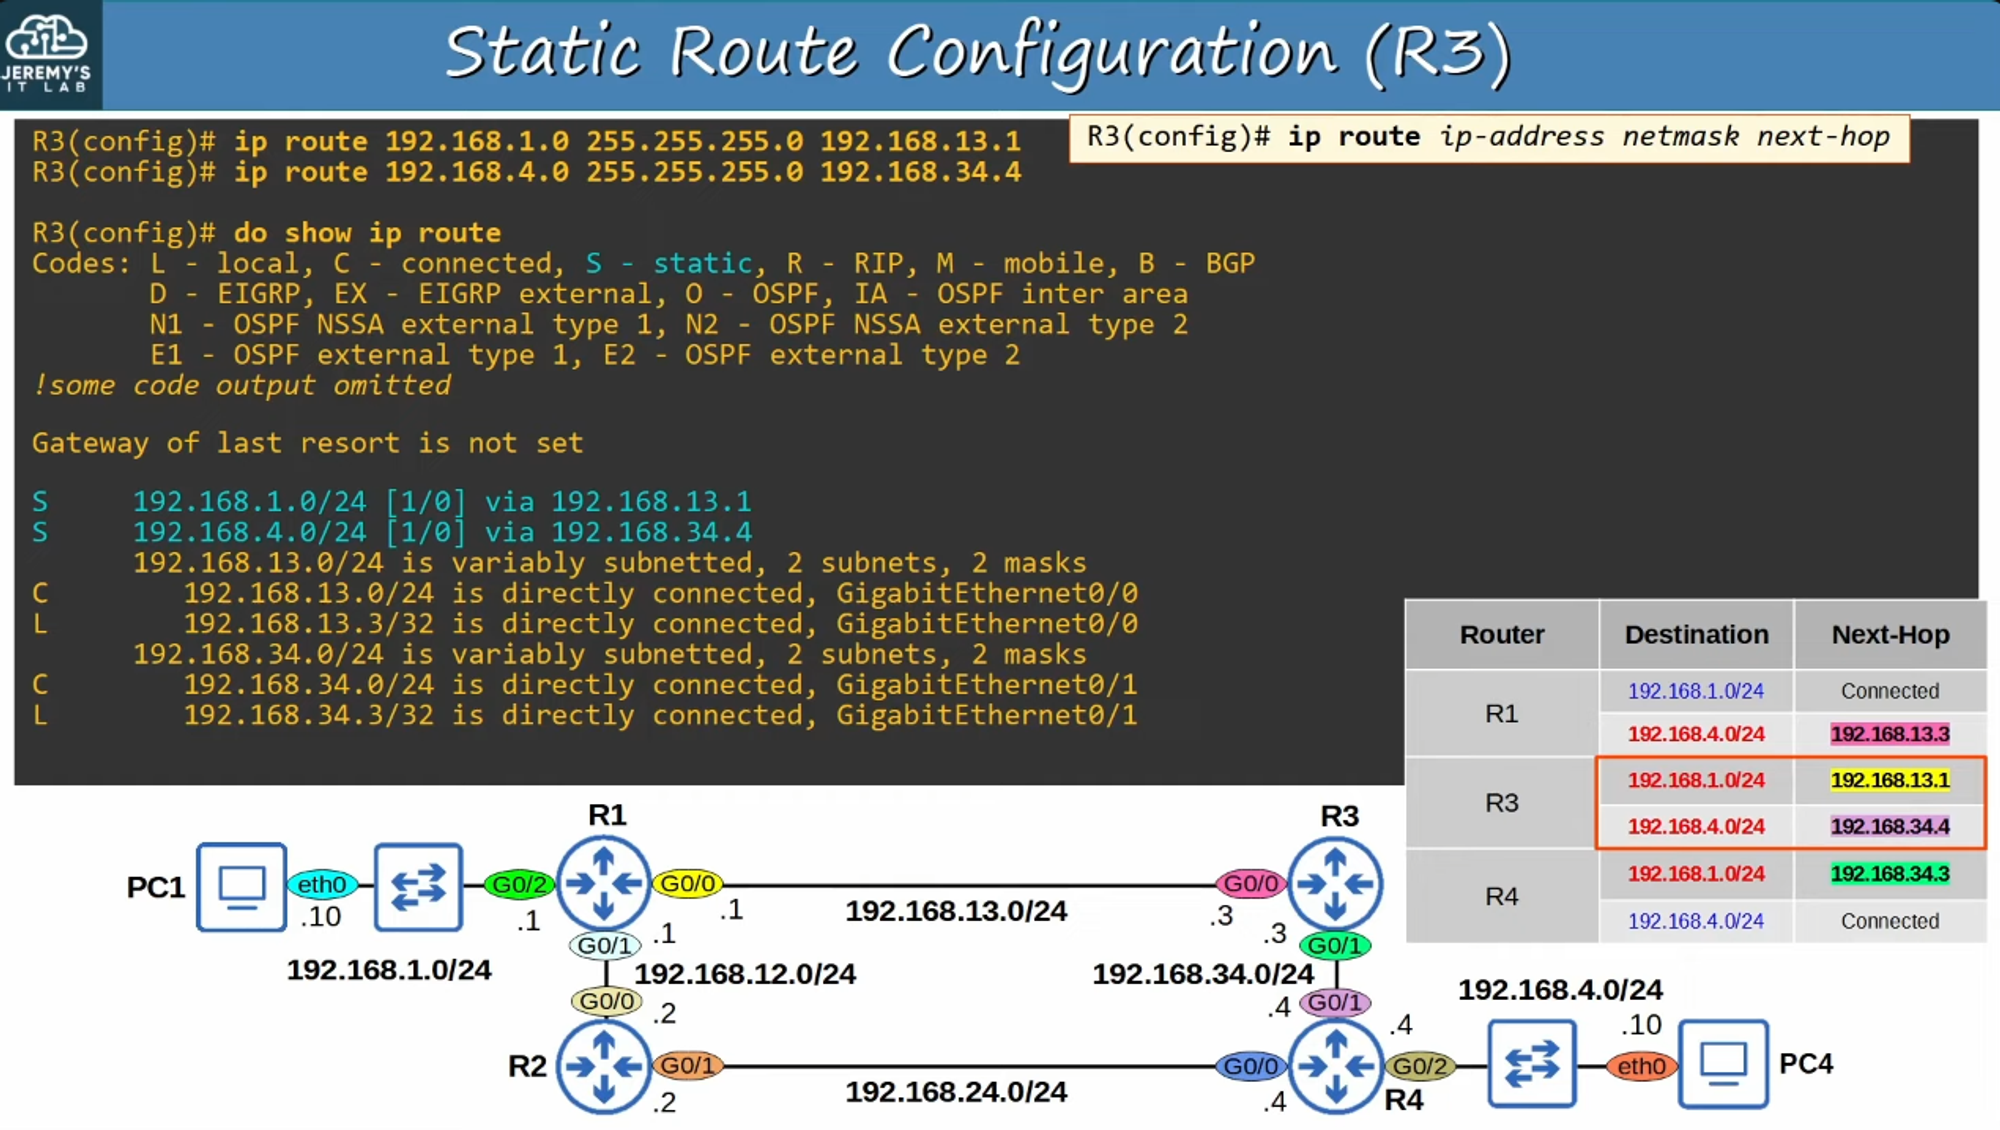 JEREMY'S
IT LAB
Static Route Configuration (R3)
R3(config)# ip route 192.168.1.0 255.255.255.0 192.168.13.1
R3(config)# ip route 192.168.4.0 255.255.255.0 192.168.34.4
R3(config)# ip route ip-address netmask next-hop
R3(config)# do show ip route
Codes: L - local, C - connected, S - static, R - RIP, M - mobile, B - BGP
D - EIGRP, EX - EIGRP external, O - OSPF, IA - OSPF inter area
N1 - OSPF NSSA external type 1, N2 - OSPF NSSA external type 2
E1 - OSPF external type 1, E2 - OSPF external type 2
!some code output omitted
Gateway of last resort is not set
S 192.168.1.0/24 [1/0] via 192.168.13.1
S 192.168.4.0/24 [1/0] via 192.168.34.4
192.168.13.0/24 is variably subnetted, 2 subnets, 2 masks
C 192.168.13.0/24 is directly connected, GigabitEthernet0/0
L 192.168.13.3/32 is directly connected, GigabitEthernet0/0
192.168.34.0/24 is variably subnetted, 2 subnets, 2 masks
C 192.168.34.0/24 is directly connected, GigabitEthernet0/1
L 192.168.34.3/32 is directly connected, GigabitEthernet0/1
Router Destination Next-Hop
R1
192.168.1.0/24 Connected
192.168.4.0/24 192.168.13.3
R3
192.168.1.0/24 192.168.13.1
192.168.4.0/24 192.168.34.4
R4
192.168.1.0/24 192.168.34.3
192.168.4.0/24 Connected
R1 R3
PC1 eth0 G0/2 G0/0 G0/0
.10 .1 .1 192.168.13.0/24 .3
.1 .3
G0/1 G0/1
192.168.1.0/24 192.168.12.0/24 192.168.34.0/24 192.168.4.0/24
G0/0 .2 .4 G0/1
.4 .10
R2 G0/1 G0/0 G0/2 eth0 PC4
.2 192.168.24.0/24 .4 R4